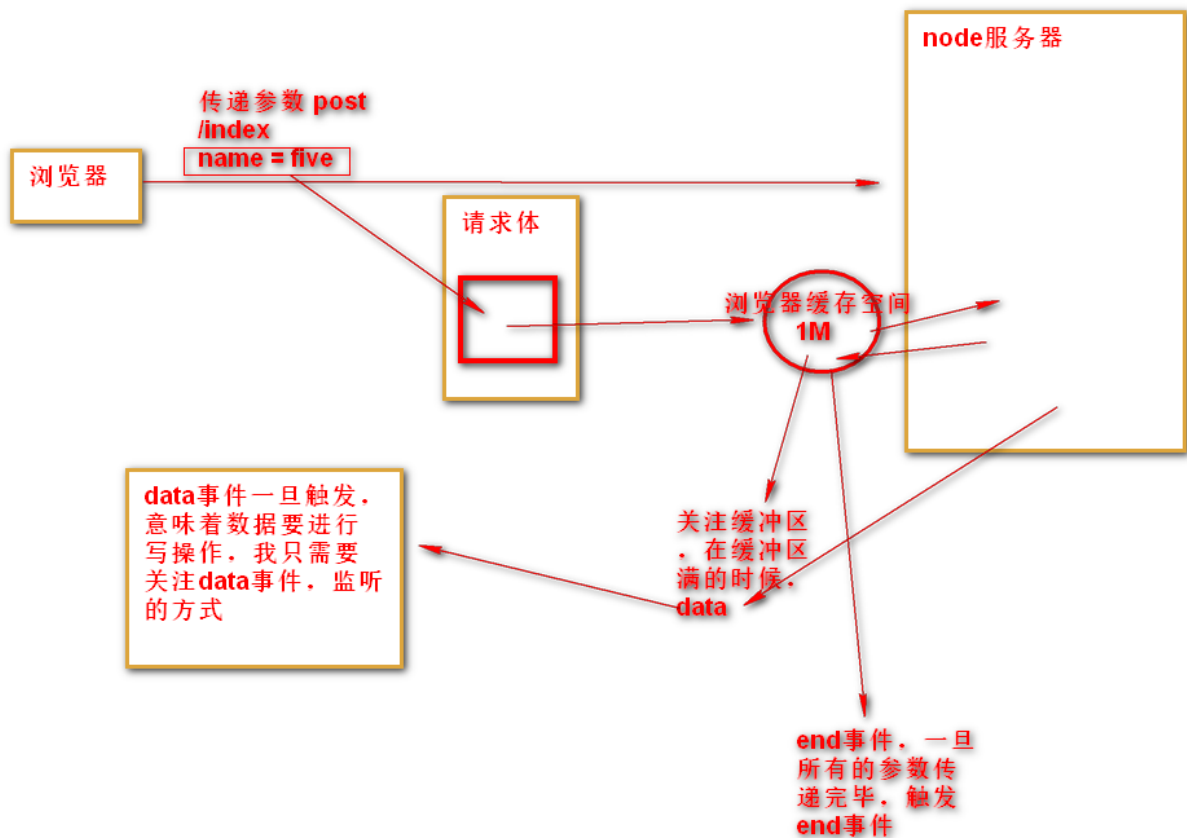 node服务器
传递参数 post
/index
name = five
浏览器
请求体
浏览器缓存空间
1M
data事件一旦触发．
意味着数据要进行
写操作．我只需要
关注data事件．监听
的方式
关注缓冲区
．在缓冲区
满的时候．
data
end事件．一旦
所有的参数传
递完毕．触发
end事件